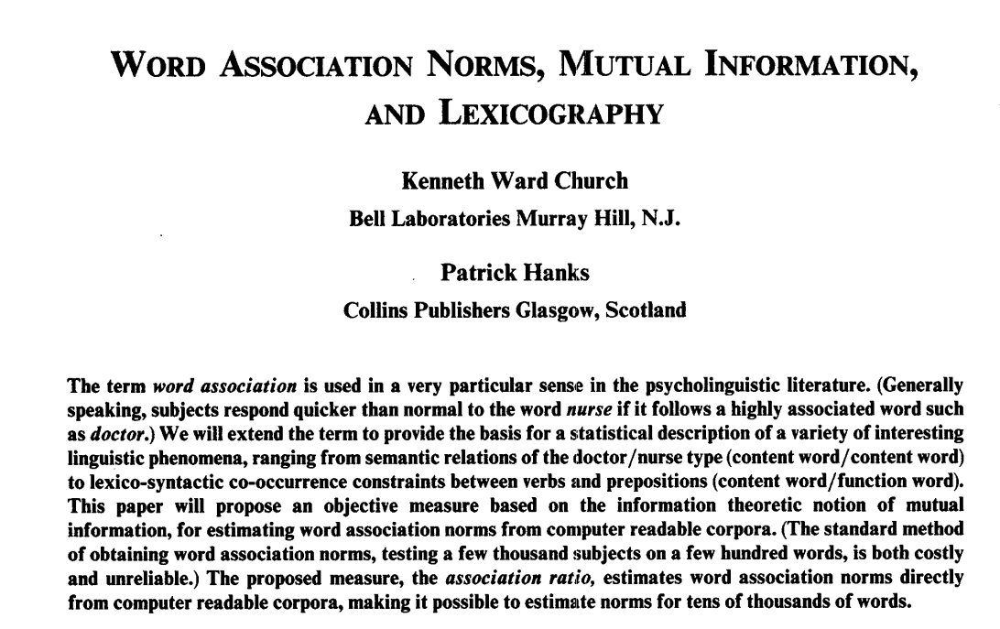 WORD ASSOCIATION NORMS, MUTUAL INFORMATION,
AND LEXICOGRAPHY
Kenneth Ward Church
Bell Laboratories Murray Hill, N.J.
Patrick Hanks
Collins Publishers Glasgow, Scotland
The term word association is used in a very particular sense in the psycholinguistic literature. (Generally
speaking, subjects respond quicker than normal to the word nurse if it follows a highly associated word such
as doctor.) We will extend the term to provide the basis for a statistical description of a variety of interesting
linguistic phenomena, ranging from semantic relations of the doctor/nurse type (content word/content word)
to lexico-syntactic co-occurrence constraints between verbs and prepositions (content word/function word).
This paper will propose an objective measure based on the information theoretic notion of mutual
information, for estimating word association norms from computer readable corpora. (The standard method
of obtaining word association norms, testing a few thousand subjects on a few hundred words, is both costly
and unreliable.) The proposed measure, the association ratio, estimates word association norms directly
from computer readable corpora, making it possible to estimate norms for tens of thousands of words.